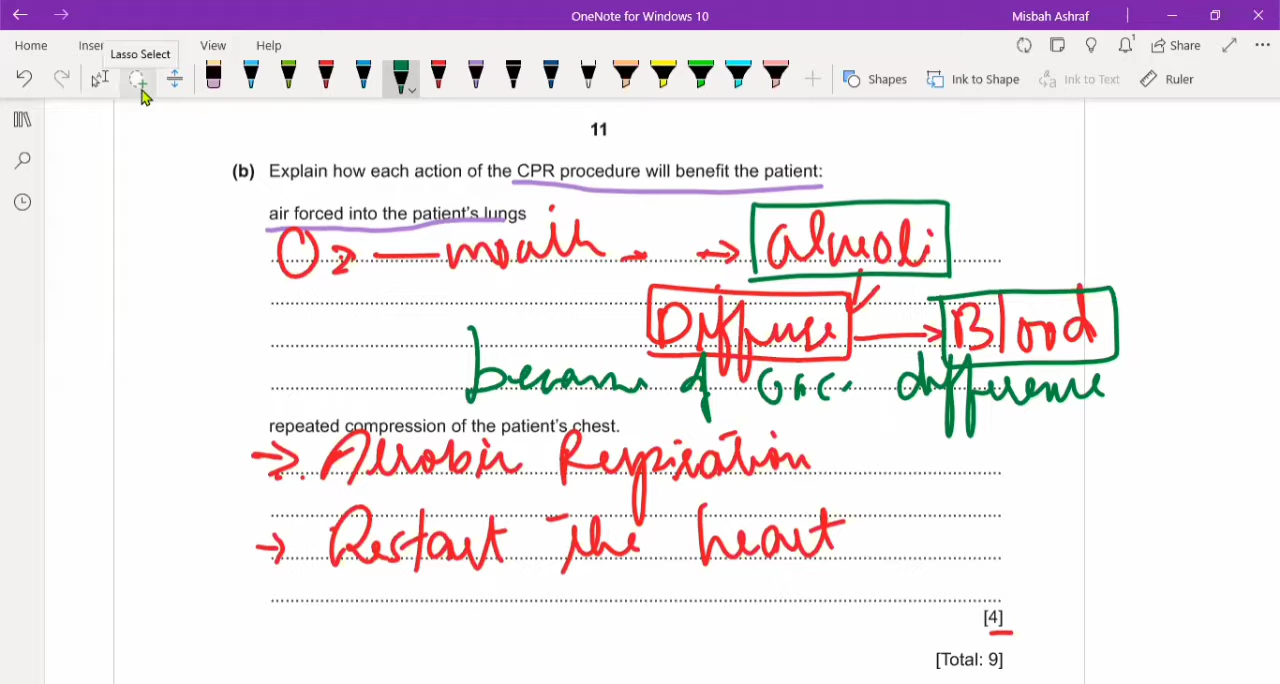 OneNote for Windows 10
Misbah Ashraf
Home Inser View Help Share
Lasso Select
Shapes Ink to Shape Ink to Text Ruler
11
(b) Explain how each action of the CPR procedure will benefit the patient:
air forced into the patient's lungs
O2 — mouth → alveoli
Diffuse → Blood
because of conc. difference
repeated compression of the patient's chest.
→ Aerobic Respiration
→ Restart the heart
[4]
[Total: 9]